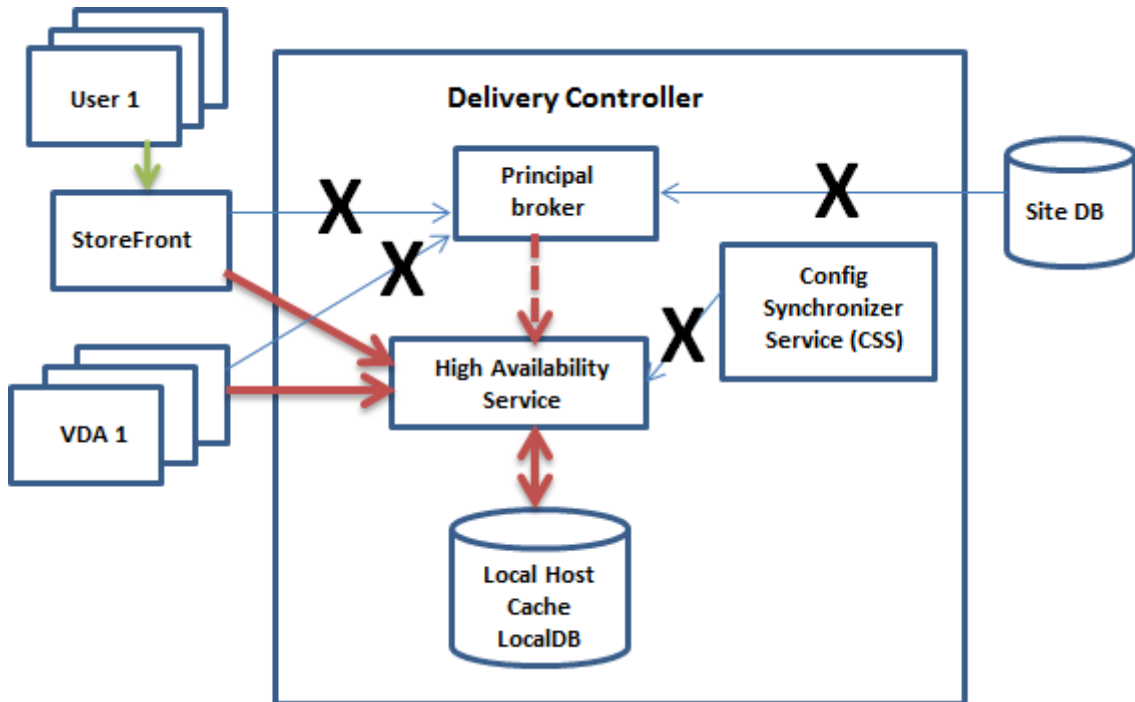 User 1
Delivery Controller
Principal
broker
X
X
StoreFront
Site DB
X
Config
Synchronizer
Service (CSS)
X
High Availability
Service
VDA 1
Local Host
Cache
LocalDB